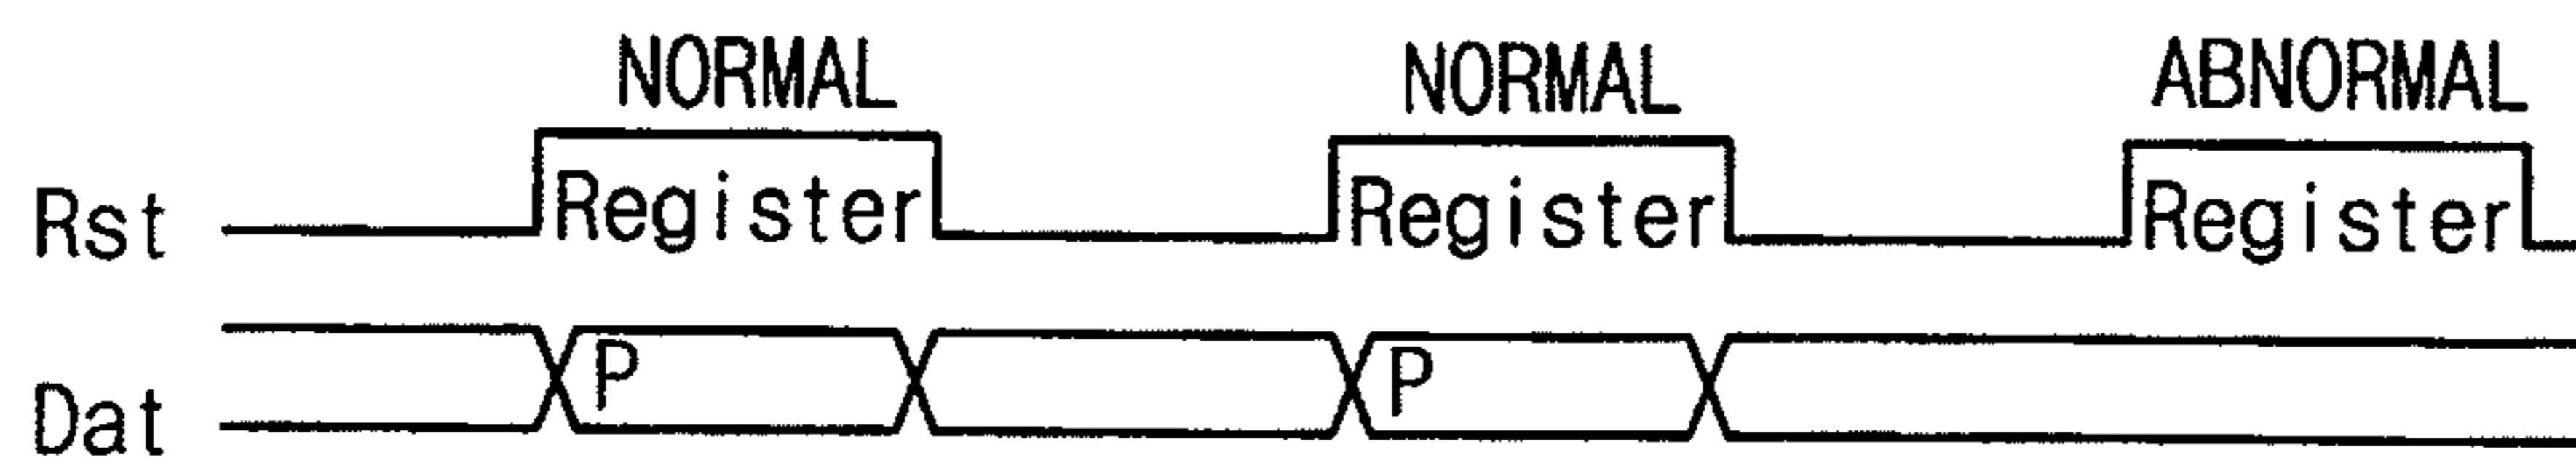 NORMAL NORMAL ABNORMAL
Rst Register Register Register
Dat P P